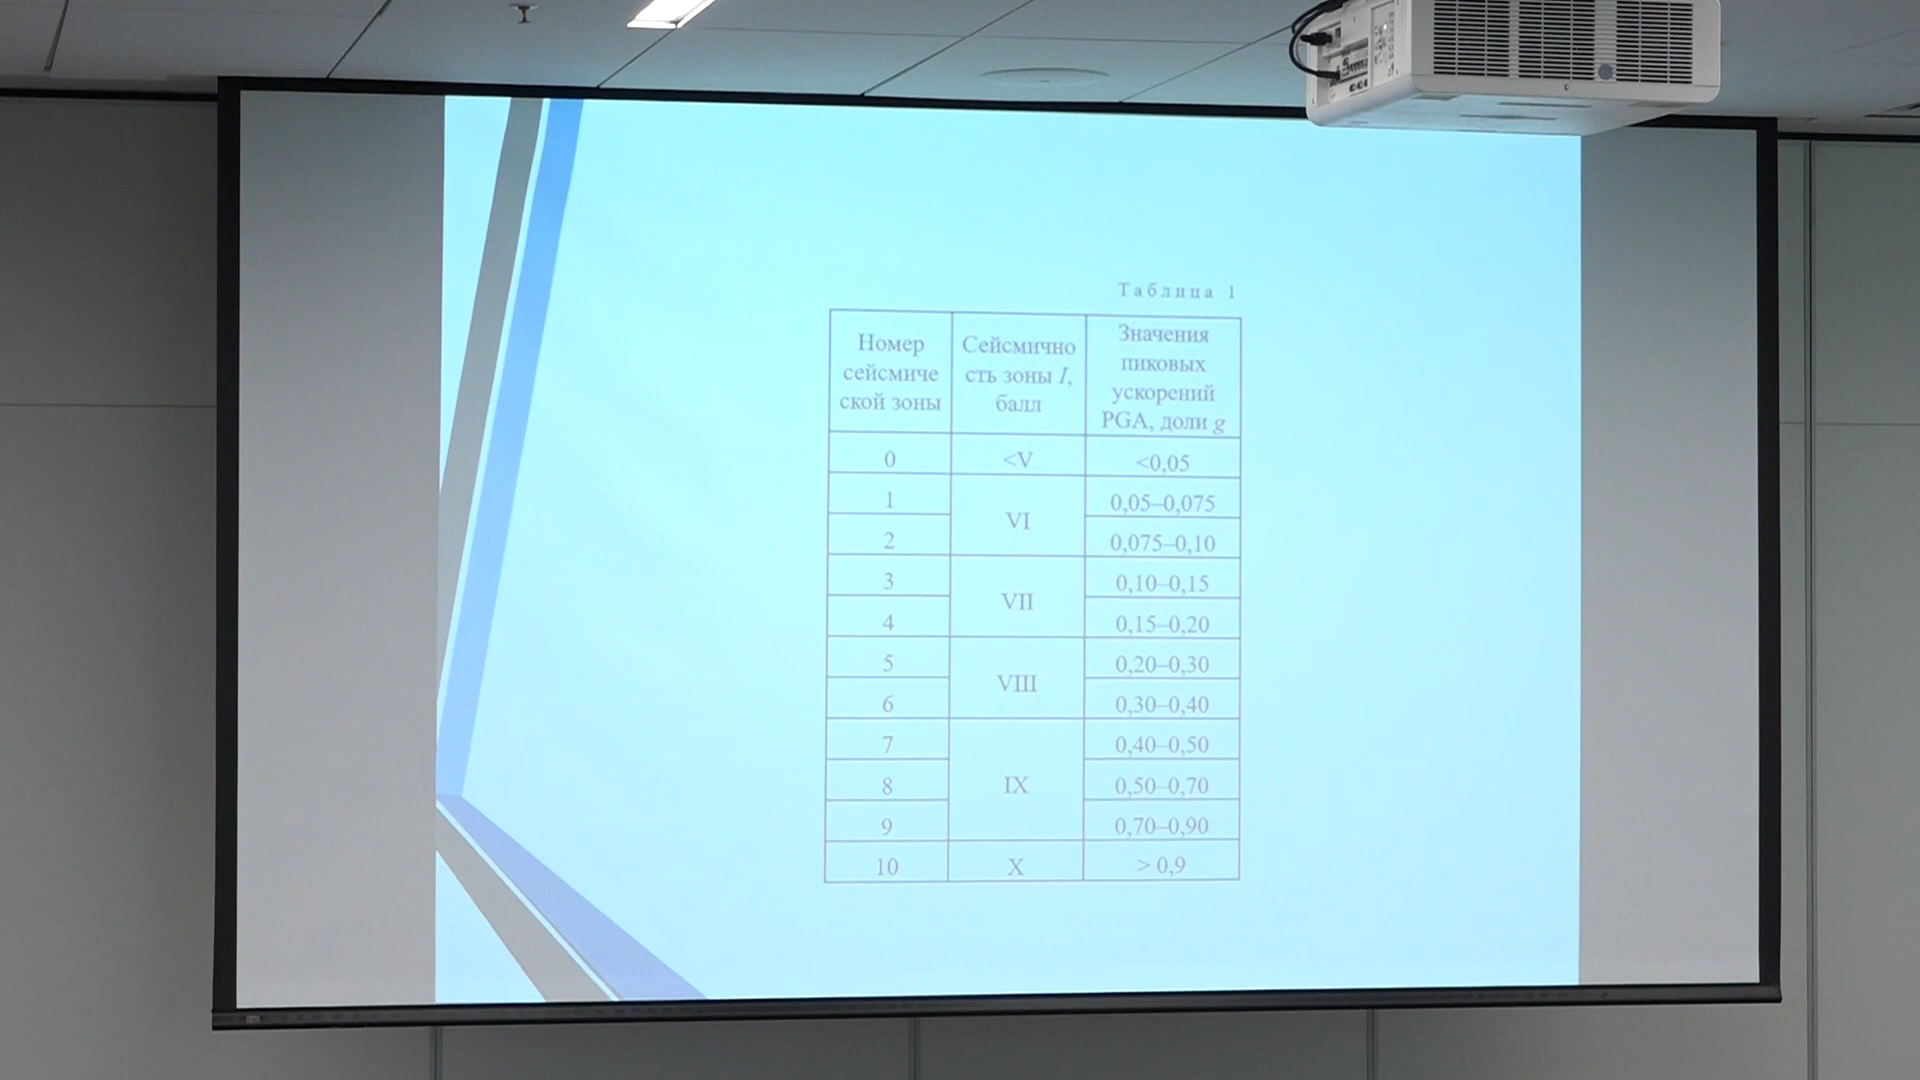 Таблица 1
Номер
сейсмиче
ской зоны
Сейсмично
сть зоны I,
балл
Значения
пиковых
ускорений
PGA, доли g
0 <V <0,05
1 VI 0,05–0,075
2 0,075–0,10
3 VII 0,10–0,15
4 0,15–0,20
5 VIII 0,20–0,30
6 0,30–0,40
7 IX 0,40–0,50
8 0,50–0,70
9 0,70–0,90
10 X > 0,9